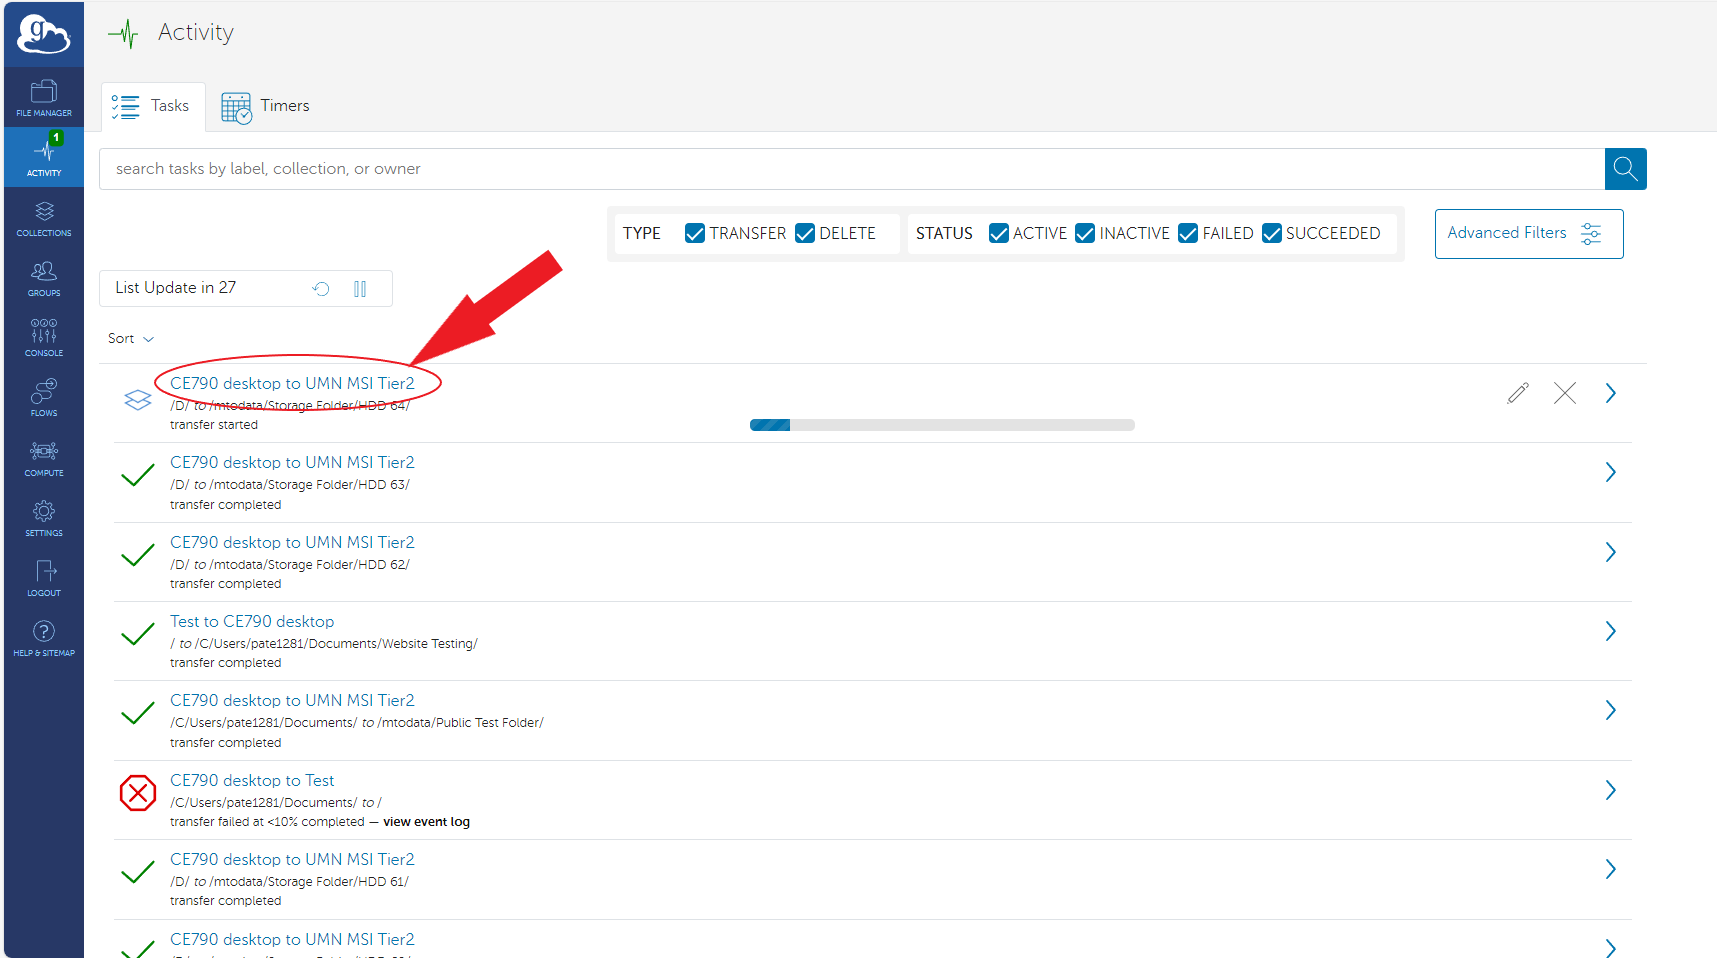 g
Activity
FILE MANAGER
1
ACTIVITY
COLLECTIONS
GROUPS
CONSOLE
FLOWS
COMPUTE
SETTINGS
LOGOUT
?
HELP & SITEMAP
Tasks
Timers
search tasks by label, collection, or owner
TYPE TRANSFER DELETE STATUS ACTIVE INACTIVE FAILED SUCCEEDED
Advanced Filters
List Update in 27
Sort
CE790 desktop to UMN MSI Tier2
/D/ to /mtodata/Storage Folder/HDD 64/
transfer started
CE790 desktop to UMN MSI Tier2
/D/ to /mtodata/Storage Folder/HDD 63/
transfer completed
CE790 desktop to UMN MSI Tier2
/D/ to /mtodata/Storage Folder/HDD 62/
transfer completed
Test to CE790 desktop
/ to /C/Users/pate1281/Documents/Website Testing/
transfer completed
CE790 desktop to UMN MSI Tier2
/C/Users/pate1281/Documents/ to /mtodata/Public Test Folder/
transfer completed
CE790 desktop to Test
/C/Users/pate1281/Documents/ to /
transfer failed at <10% completed — view event log
CE790 desktop to UMN MSI Tier2
/D/ to /mtodata/Storage Folder/HDD 61/
transfer completed
CE790 desktop to UMN MSI Tier2